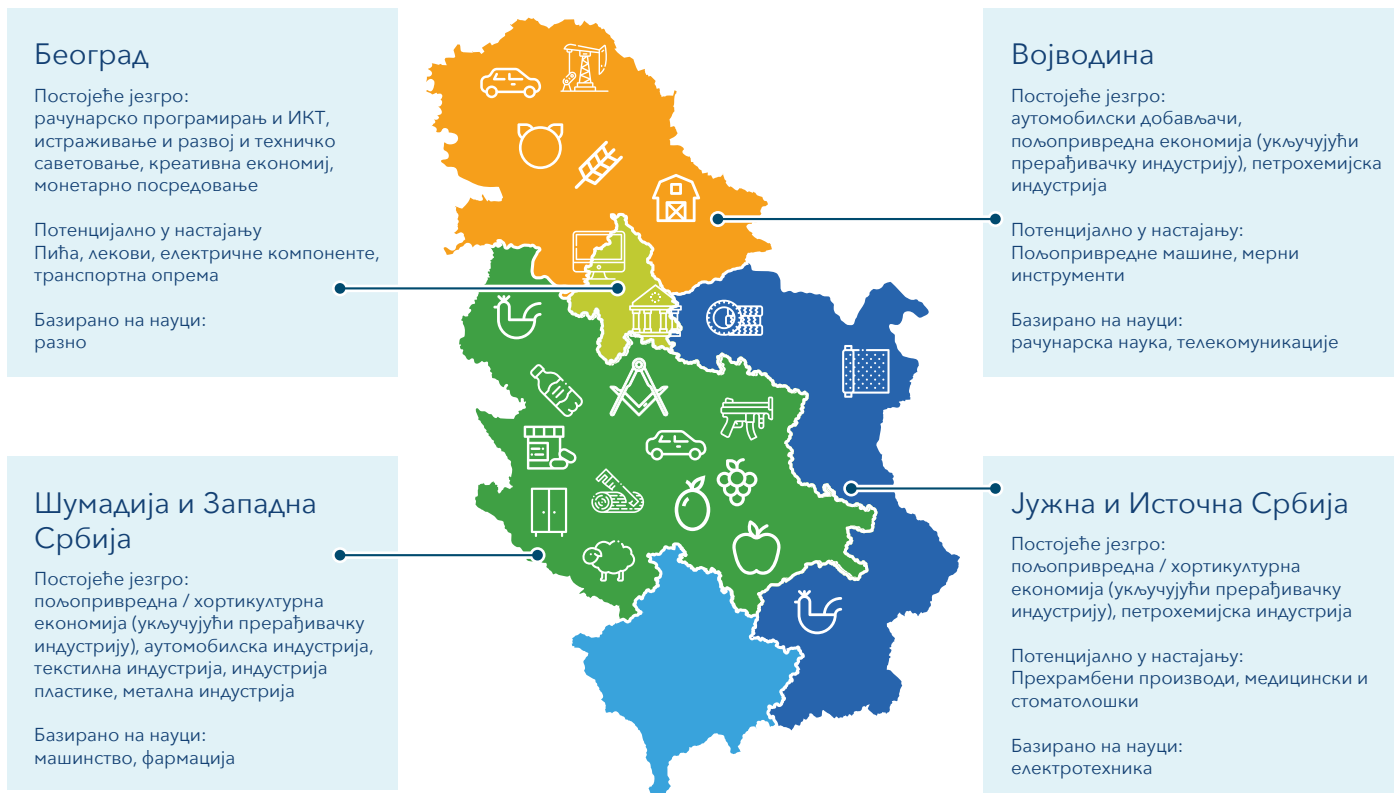 Београд
Постојеће језгро:
рачунарско програмирањ и ИКТ,
истраживање и развој и техничко
саветовање, креативна економиј,
монетарно посредовање
Потенцијално у настајању
Пића, лекови, електричне компоненте,
транспортна опрема
Базирано на науци:
разно
Војводина
Постојеће језгро:
аутомобилски добављачи,
пољопривредна економија (укључујући
прерађивачку индустрију), петрохемијска
индустрија
Потенцијално у настајању:
Пољопривредне машине, мерни
инструменти
Базирано на науци:
рачунарска наука, телекомуникације
Шумадија и Западна
Србија
Постојеће језгро:
пољопривредна / хортикултурна
економија (укључујући прерађивачку
индустрију), аутомобилска индустрија,
текстилна индустрија, индустрија
пластике, метална индустрија
Базирано на науци:
машинство, фармација
Јужна и Источна Србија
Постојеће језгро:
пољопривредна / хортикултурна
економија (укључујући прерађивачку
индустрију), петрохемијска индустрија
Потенцијално у настајању:
Прехрамбени производи, медицински и
стоматолошки
Базирано на науци:
електротехника